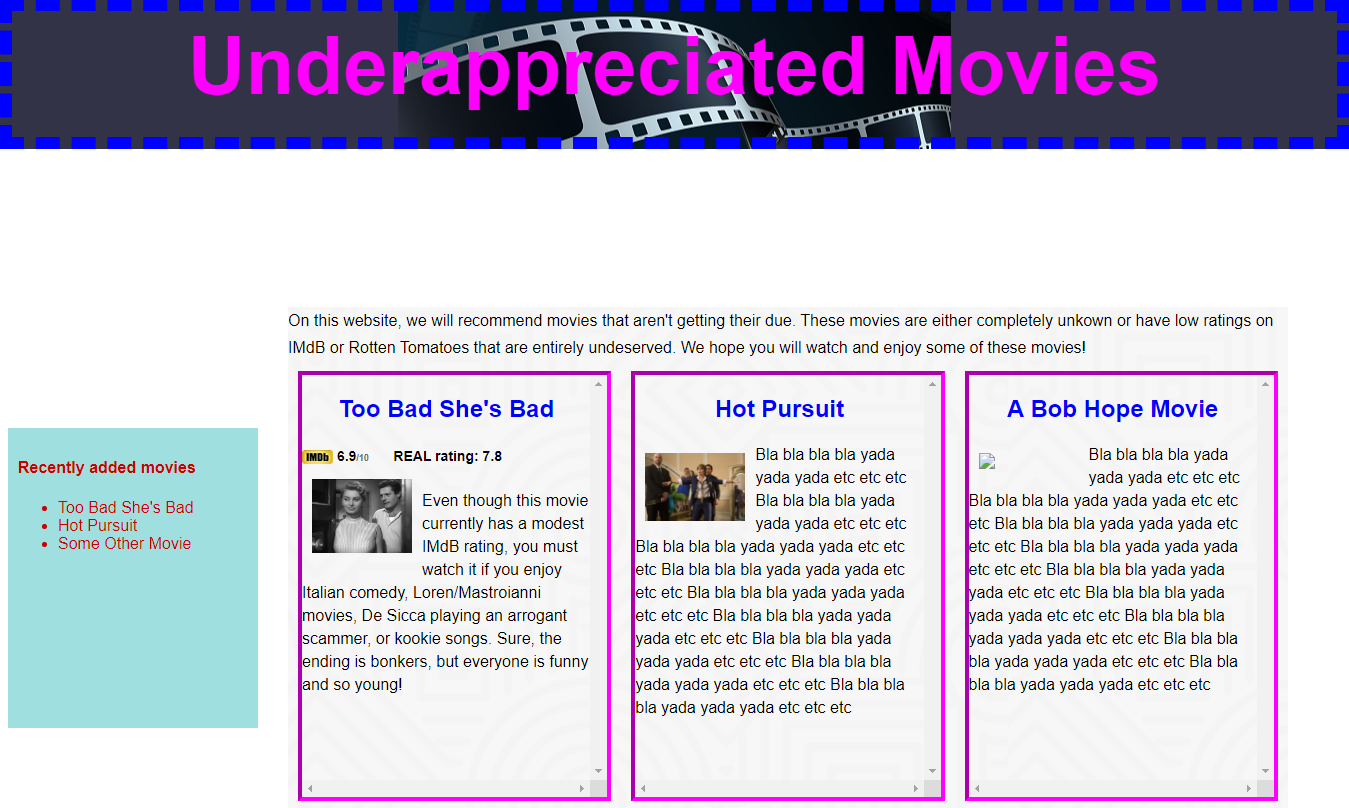 Underappreciated Movies
On this website, we will recommend movies that aren't getting their due. These movies are either completely unkown or have low ratings on
IMdB or Rotten Tomatoes that are entirely undeserved. We hope you will watch and enjoy some of these movies!
Recently added movies
Too Bad She's Bad
Hot Pursuit
Some Other Movie
Too Bad She's Bad
IMDb 6.9/10 REAL rating: 7.8
Even though this movie
currently has a modest
IMdB rating, you must
watch it if you enjoy
Italian comedy, Loren/Mastroianni
movies, De Sicca playing an arrogant
scammer, or kookie songs. Sure, the
ending is bonkers, but everyone is funny
and so young!
Hot Pursuit
Bla bla bla bla yada
yada yada etc etc etc
Bla bla bla bla yada
yada yada etc etc etc
Bla bla bla bla yada yada yada etc etc
etc Bla bla bla bla yada yada yada etc
etc etc Bla bla bla bla yada yada yada
etc etc etc Bla bla bla bla yada yada
yada etc etc etc Bla bla bla bla yada
yada yada etc etc etc Bla bla bla bla
yada yada yada etc etc etc Bla bla bla
bla yada yada yada etc etc etc
A Bob Hope Movie
Bla bla bla bla yada
yada yada etc etc etc
Bla bla bla bla yada yada yada etc etc
etc Bla bla bla bla yada yada yada etc
etc etc Bla bla bla bla yada yada yada
etc etc etc Bla bla bla bla yada yada
yada etc etc etc Bla bla bla bla yada
yada yada etc etc etc Bla bla bla bla
yada yada yada etc etc etc Bla bla bla
bla yada yada yada etc etc etc Bla bla
bla bla yada yada yada etc etc etc